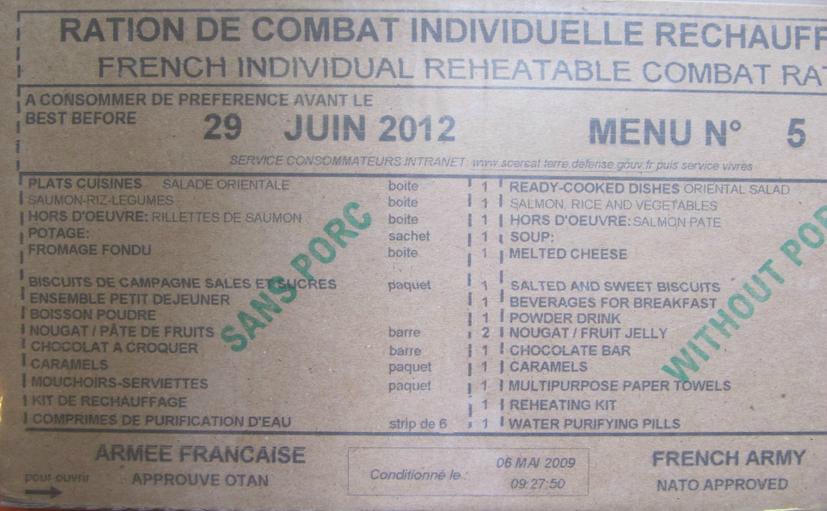 RATION DE COMBAT INDIVIDUELLE RECHAUFF
FRENCH INDIVIDUAL REHEATABLE COMBAT RAT
A CONSOMMER DE PREFERENCE AVANT LE
BEST BEFORE
29 JUIN 2012 MENU N° 5
SERVICE CONSOMMATEURS INTRANET www.scercat.terre.defense.gouv.fr puis service vivres
PLATS CUISINES SALADE ORIENTALE boite 1 READY-COOKED DISHES ORIENTAL SALAD
SAUMON-RIZ-LEGUMES boite 1 SALMON, RICE AND VEGETABLES
HORS D'OEUVRE: RILLETTES DE SAUMON boite 1 HORS D'OEUVRE: SALMON PATE
POTAGE: sachet 1 SOUP:
FROMAGE FONDU boite 1 MELTED CHEESE
BISCUITS DE CAMPAGNE SALES ET SUCRES paquet 1 SALTED AND SWEET BISCUITS
ENSEMBLE PETIT DEJEUNER 1 BEVERAGES FOR BREAKFAST
BOISSON POUDRE 1 POWDER DRINK
NOUGAT / PÂTE DE FRUITS barre 2 NOUGAT / FRUIT JELLY
CHOCOLAT A CROQUER barre 1 CHOCOLATE BAR
CARAMELS paquet 1 CARAMELS
MOUCHOIRS-SERVIETTES paquet 1 MULTIPURPOSE PAPER TOWELS
KIT DE RECHAUFFAGE 1 REHEATING KIT
COMPRIMES DE PURIFICATION D'EAU strip de 6 1 WATER PURIFYING PILLS
SANS PORC
WITHOUT POR
ARMEE FRANCAISE
APPROUVE OTAN
pour ouvrir
Conditionné le : 06 MAI 2009
09:27:50
FRENCH ARMY
NATO APPROVED